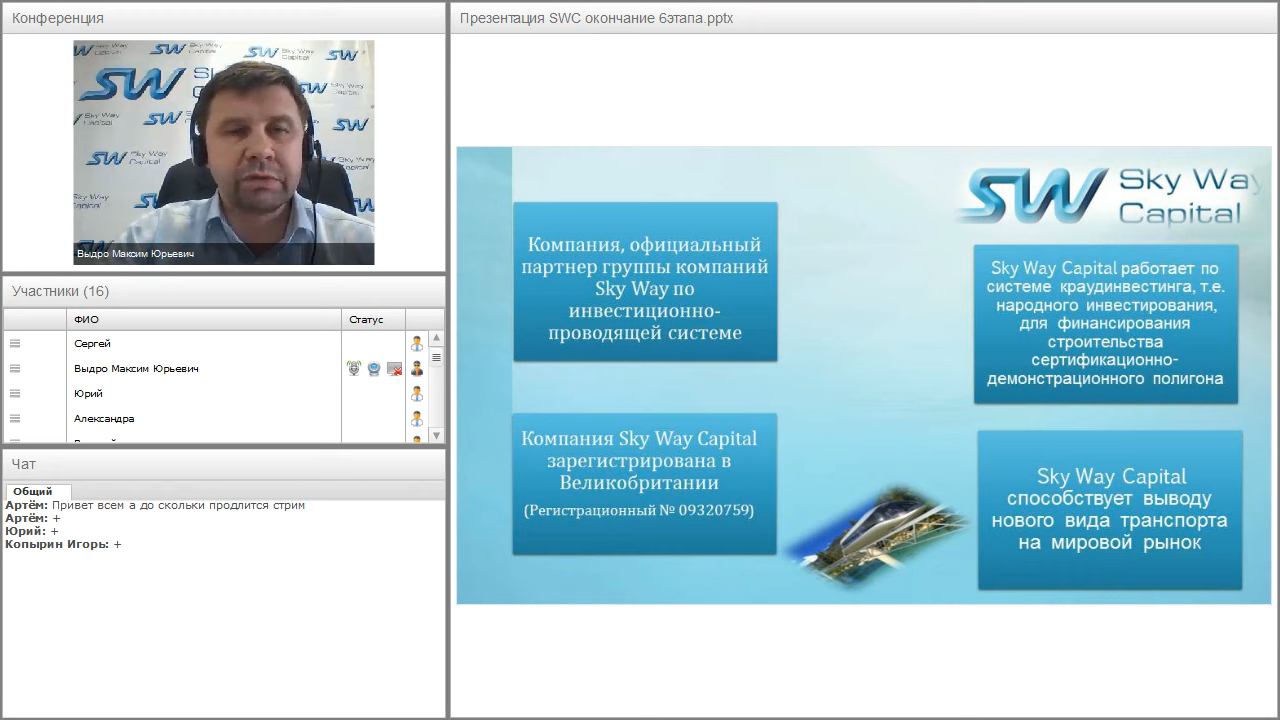 Конференция
SW Sky Way Capital
Выдро Максим Юрьевич
Участники (16)
ФИО
Статус
Сергей
Выдро Максим Юрьевич
Юрий
Александра
Чат
Общий
Артём: Привет всем а до скольки продлится стрим
Артём: +
Юрий: +
Копырин Игорь: +
Презентация SWC окончание 6этапа.pptx
SW Sky Way
Capital
Компания, официальный
партнер группы компаний
Sky Way по
инвестиционно-
проводящей системе
Sky Way Capital работает по
системе краудинвестинга, т.е.
народного инвестирования,
для финансирования
строительства
сертификационно-
демонстрационного полигона
Компания Sky Way Capital
зарегистрирована в
Великобритании
(Регистрационный № 09320759)
Sky Way Capital
способствует выводу
нового вида транспорта
на мировой рынок